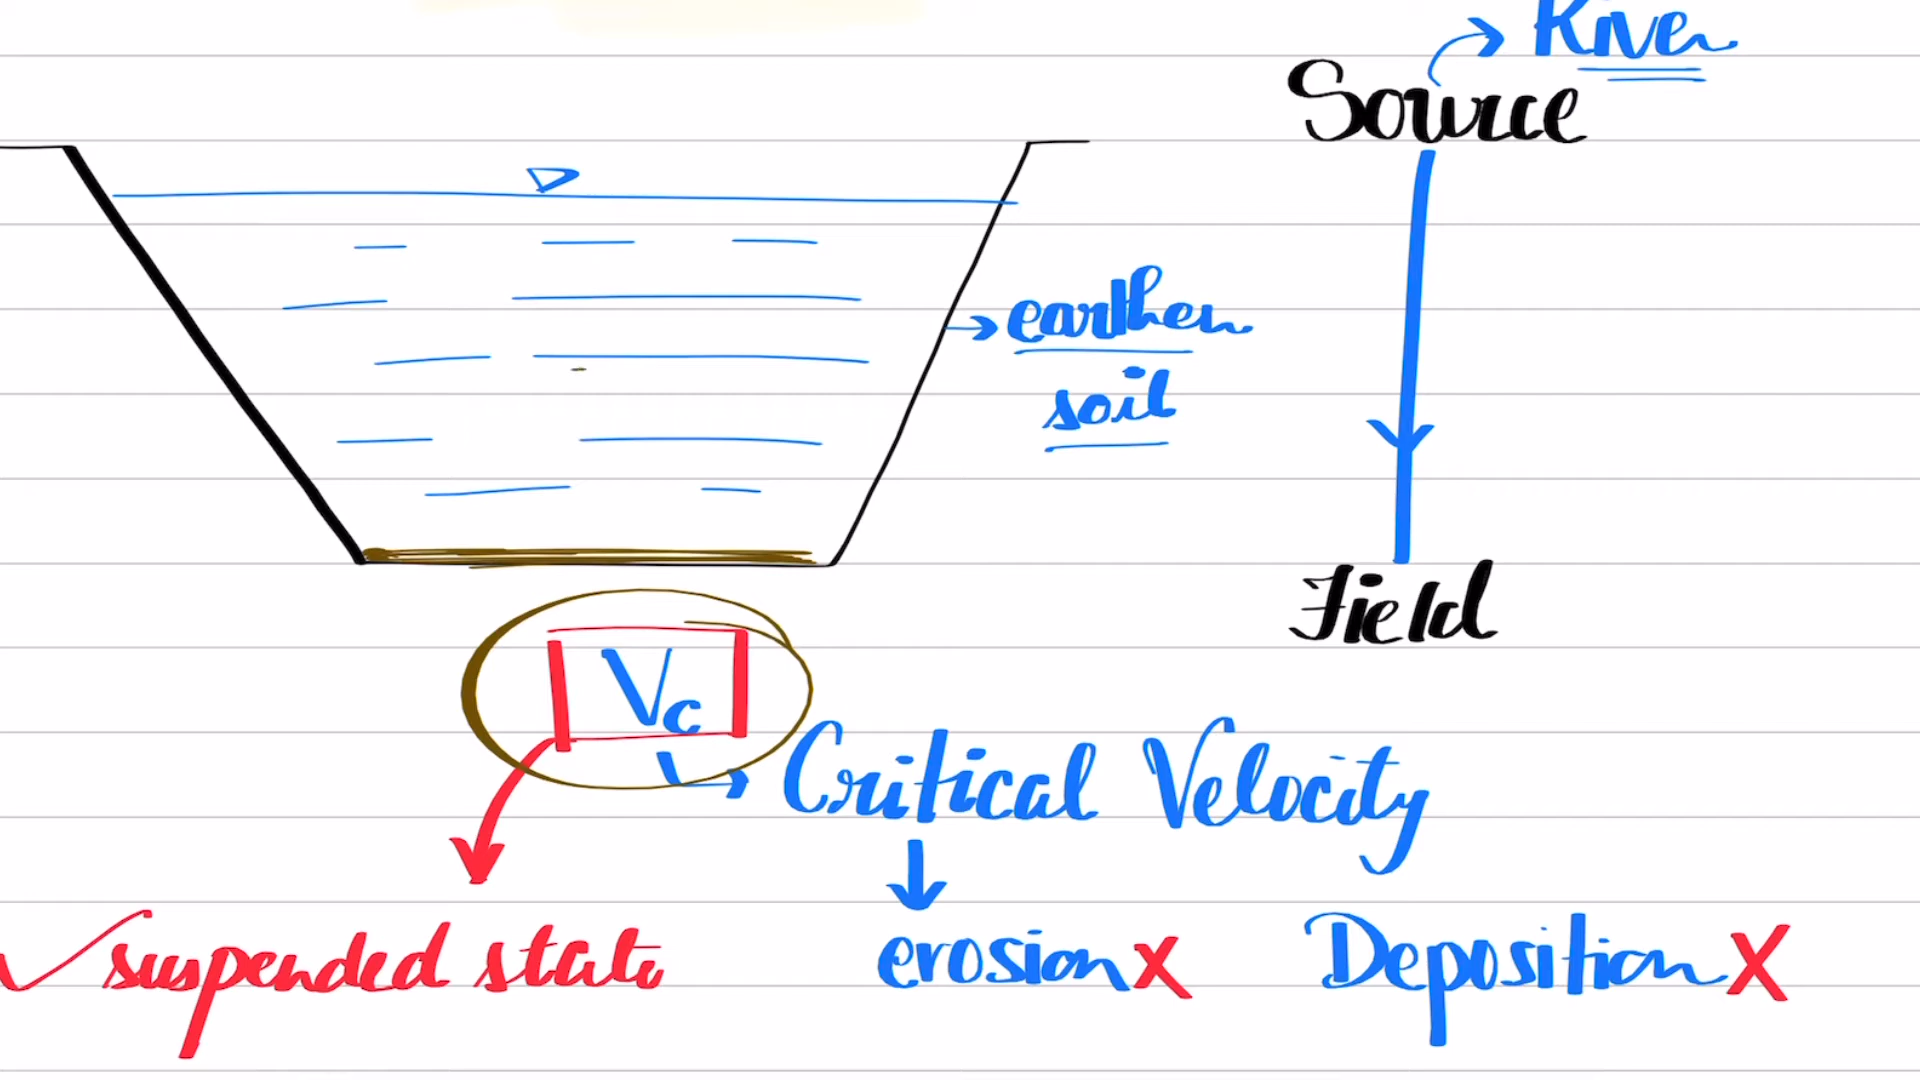 River
Source
earthen
soil
Field
Vc
Critical Velocity
suspended state
erosion X
Deposition X